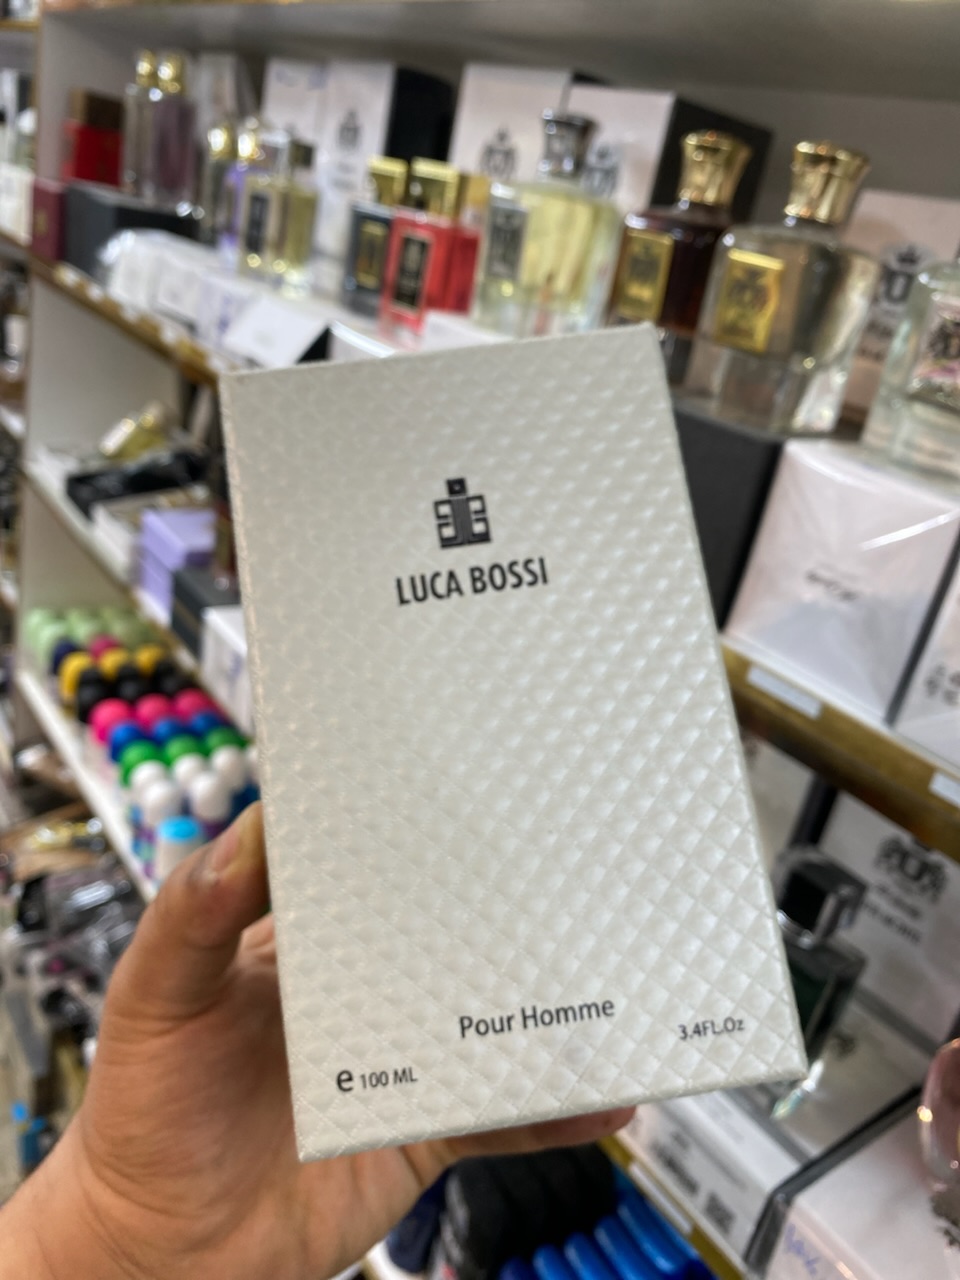 LUCA BOSSI
Pour Homme
3.4FL.Oz
e 100 ML